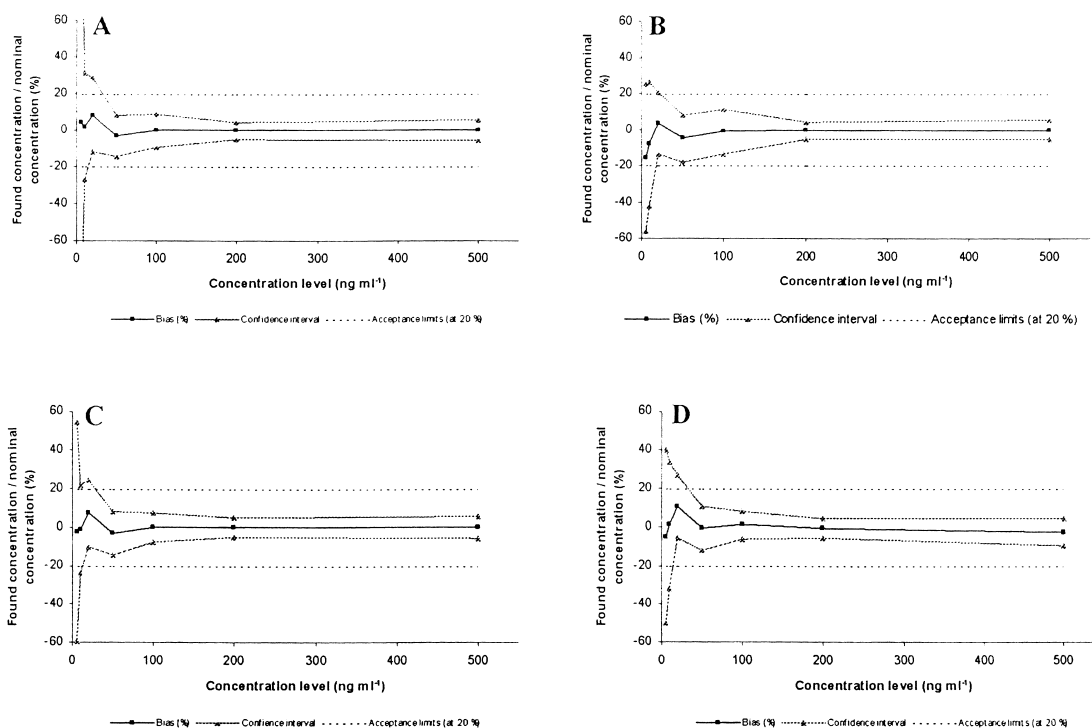 A
Found concentration / nominal
concentration (%)
60
40
20
0
-20
-40
-60
0
100
200
300
400
500
Concentration level (ng ml⁻¹)
Bias (%)
Confidence interval
Acceptance limits (at 20 %)
B
Found concentration / nominal
concentration (%)
60
40
20
0
-20
-40
-60
0
100
200
300
400
500
Concentration level (ng ml⁻¹)
Bias (%)
Confidence interval
Acceptance limits (at 20 %)
C
Found concentration / nominal
concentration (%)
60
40
20
0
-20
-40
-60
0
100
200
300
400
500
Concentration level (ng ml⁻¹)
Bias (%)
Confience interval
Acceptance limits (at 20 %)
D
Found concentration / nominal
concentration (%)
60
40
20
0
-20
-40
-60
0
100
200
300
400
500
Concentration level (ng ml⁻¹)
Bias (%)
Confidence interval
Acceptance limits (at 20 %)